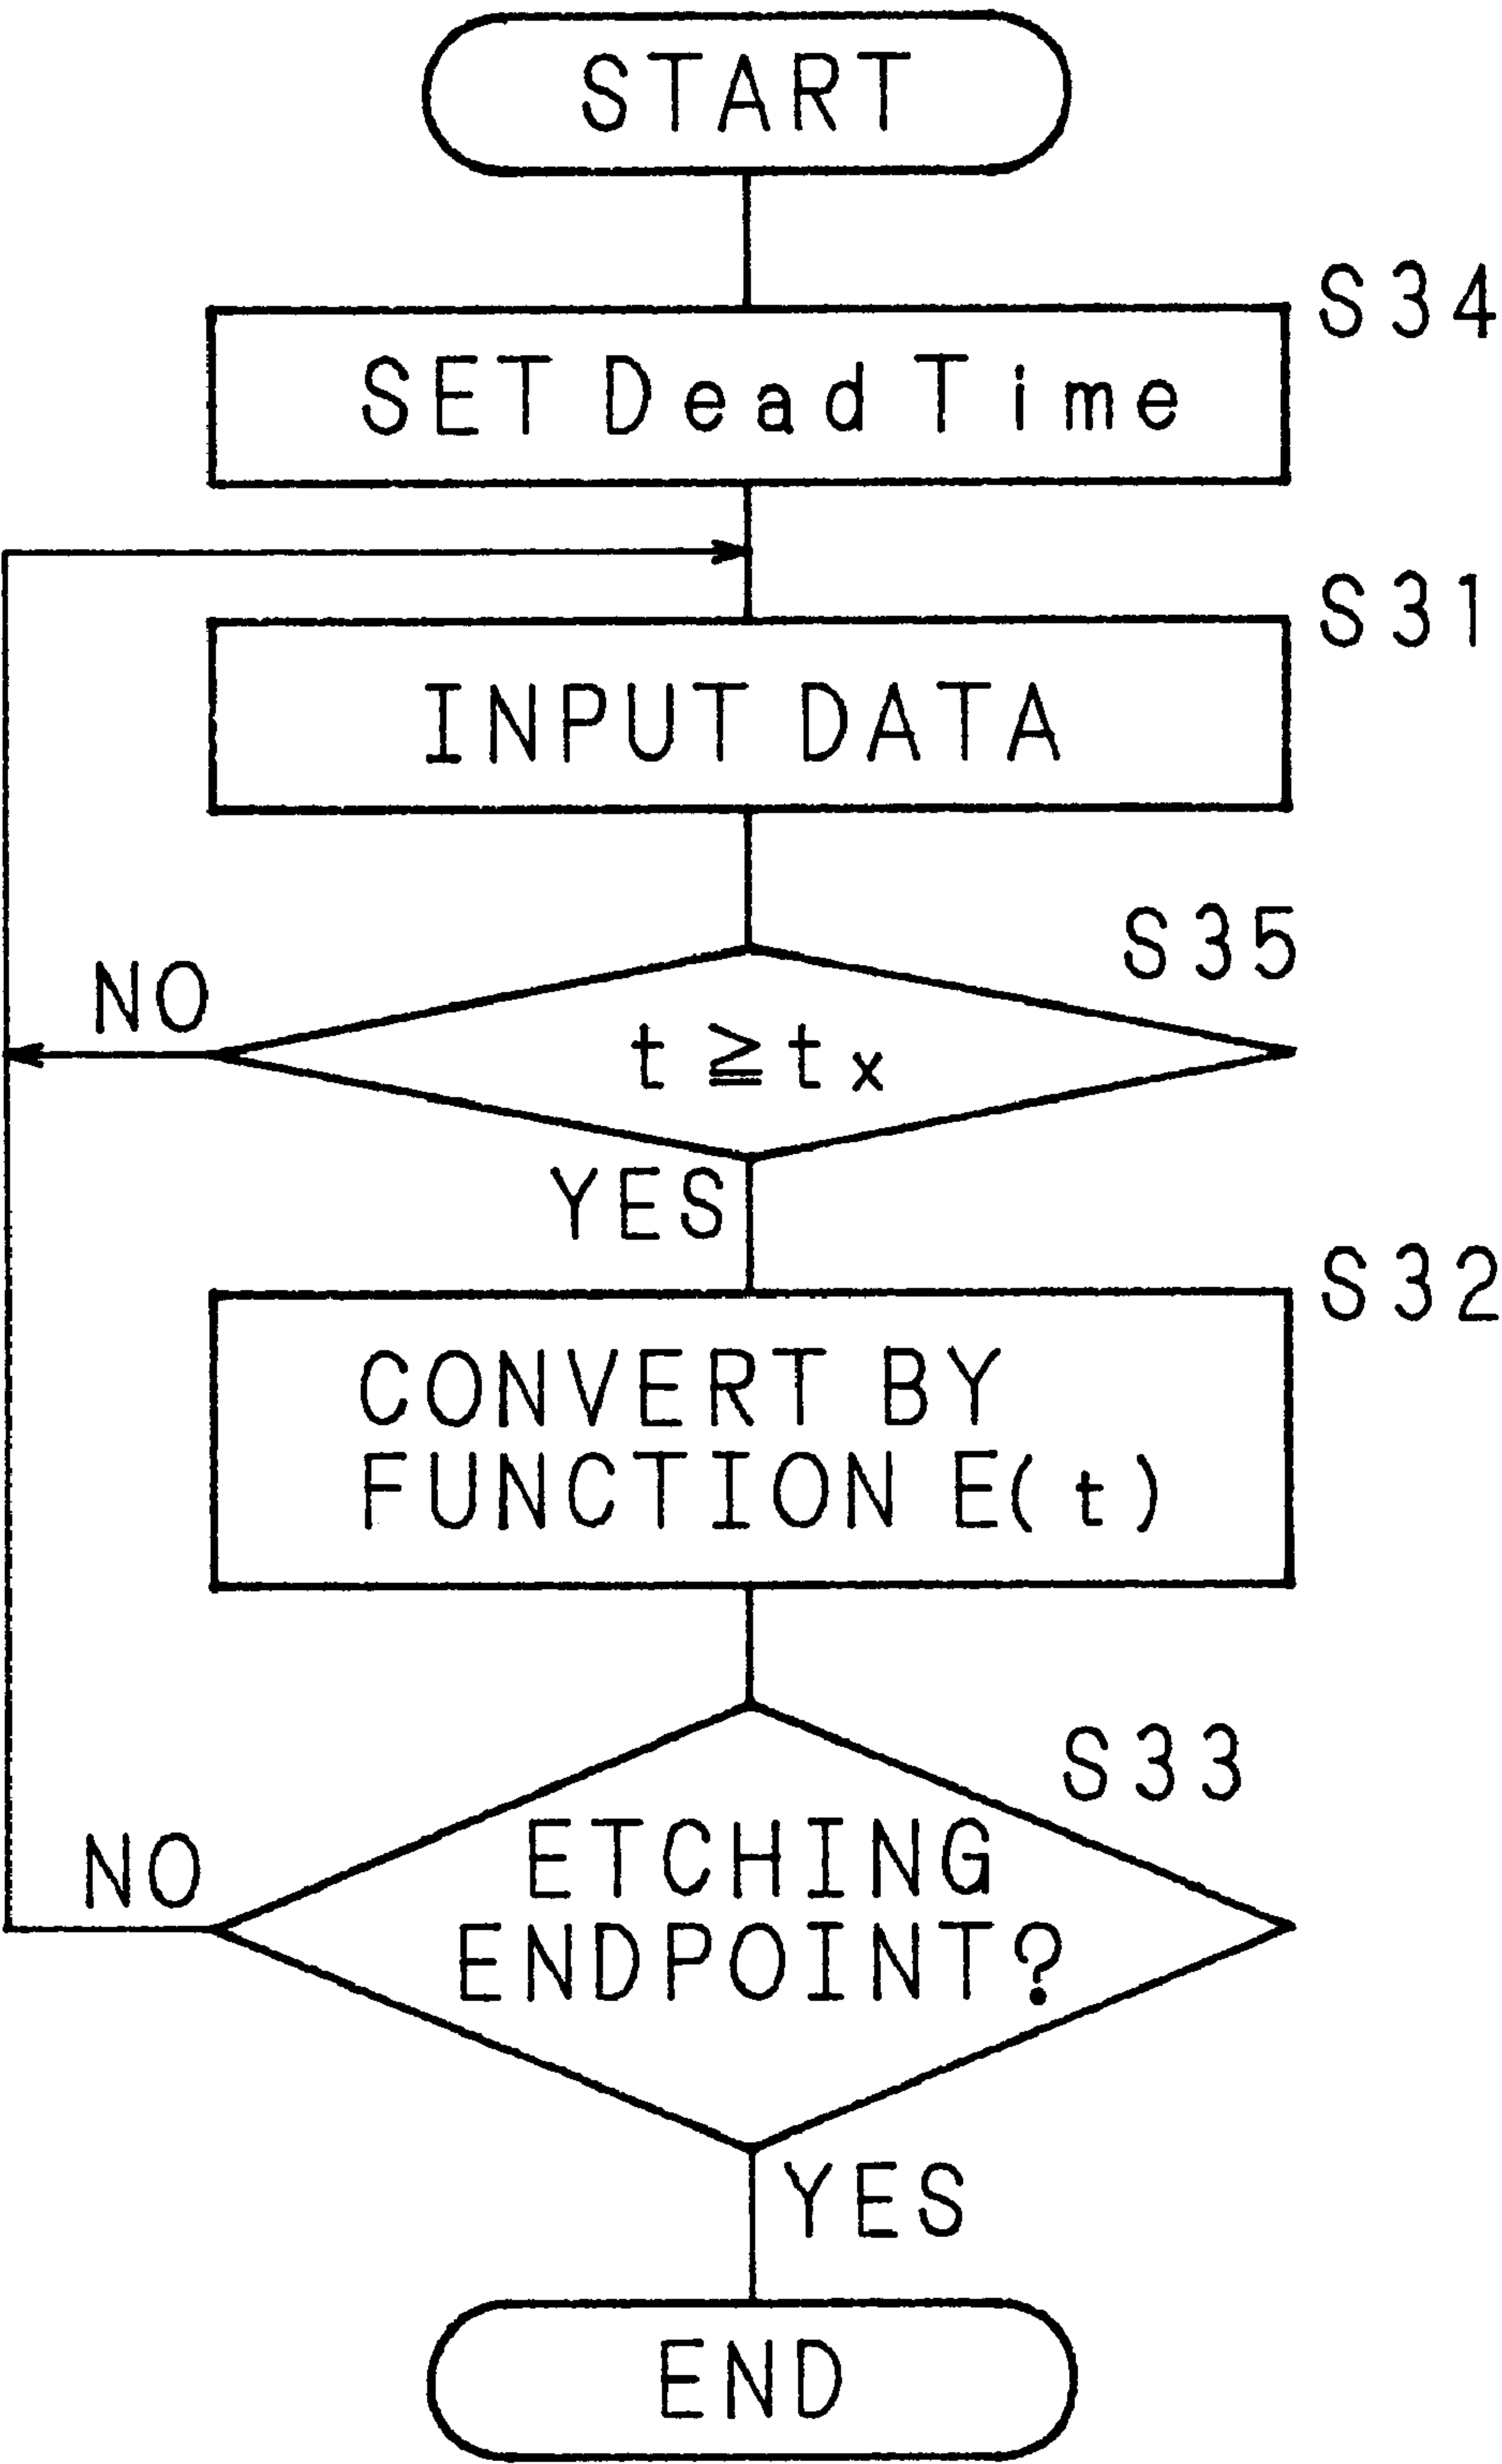 START
S34
SET Dead Time
S31
INPUT DATA
S35
NO
t ≧ tx
YES
S32
CONVERT BY
FUNCTION E(t)
S33
NO
ETCHING
ENDPOINT?
YES
END